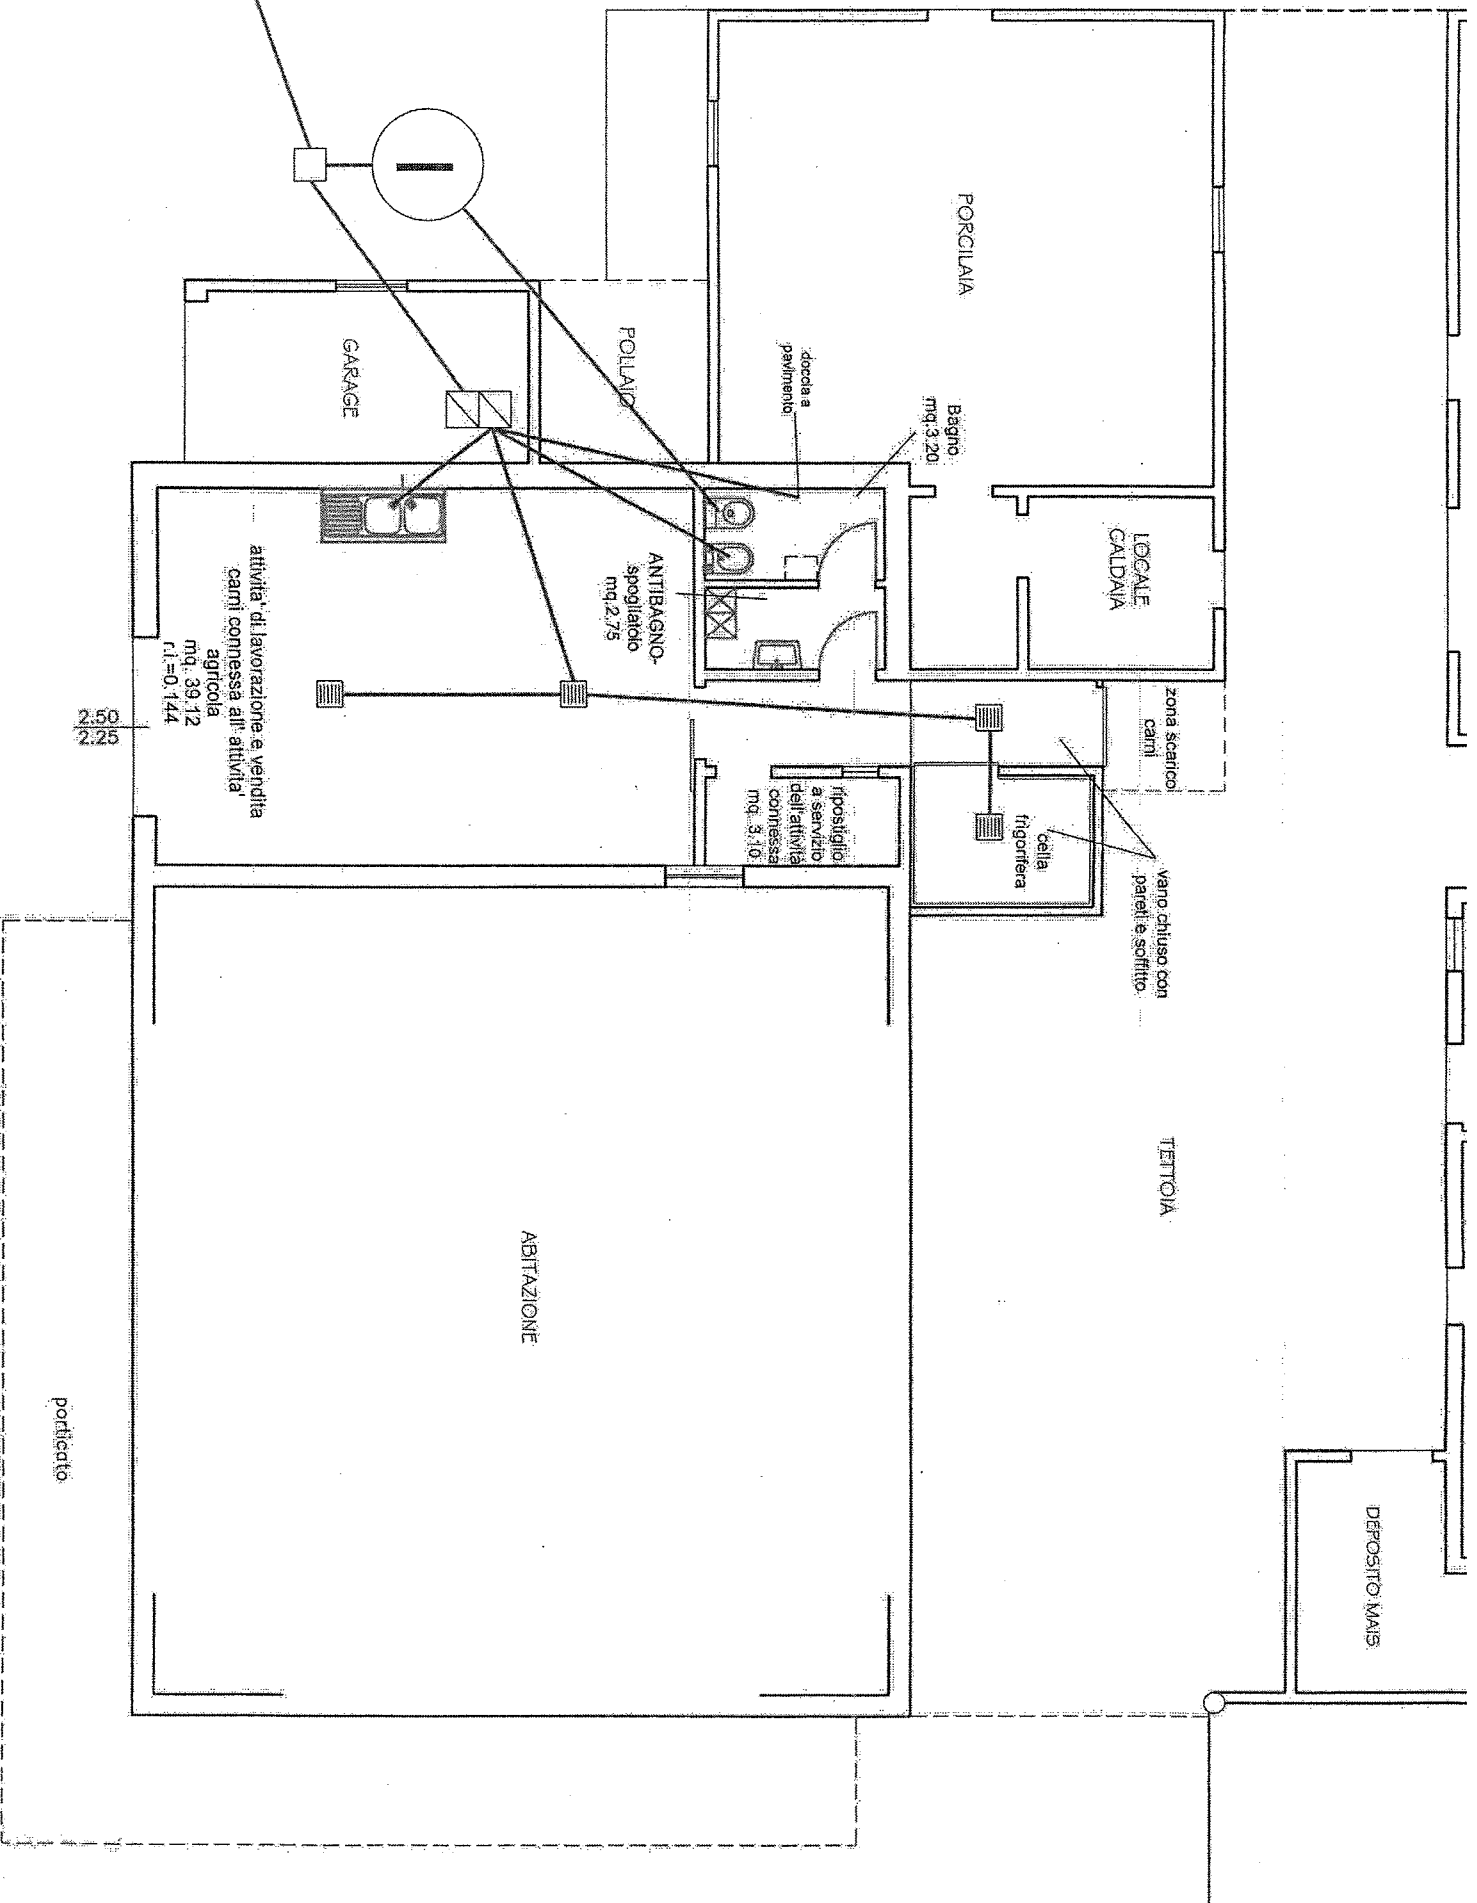 PORCILAIA
LOCALE
CALDAIA
Bagno
mq.3.20
doccia a
pavimento
POLLAIO
GARAGE
ANTIBAGNO-
spogliatoio
mq.2.75
attivita' di lavorazione e vendita
carni connessa all' attivita'
agricola
mq. 39.12
r.i.=0.144
2.50
2.25
zona scarico
carni
ripostiglio
a servizio
dell'attività
connessa
mq. 3.10
cella
frigorifera
vano chiuso con
pareti e soffitto
TETTOIA
ABITAZIONE
DEPOSITO MAIS
porticato